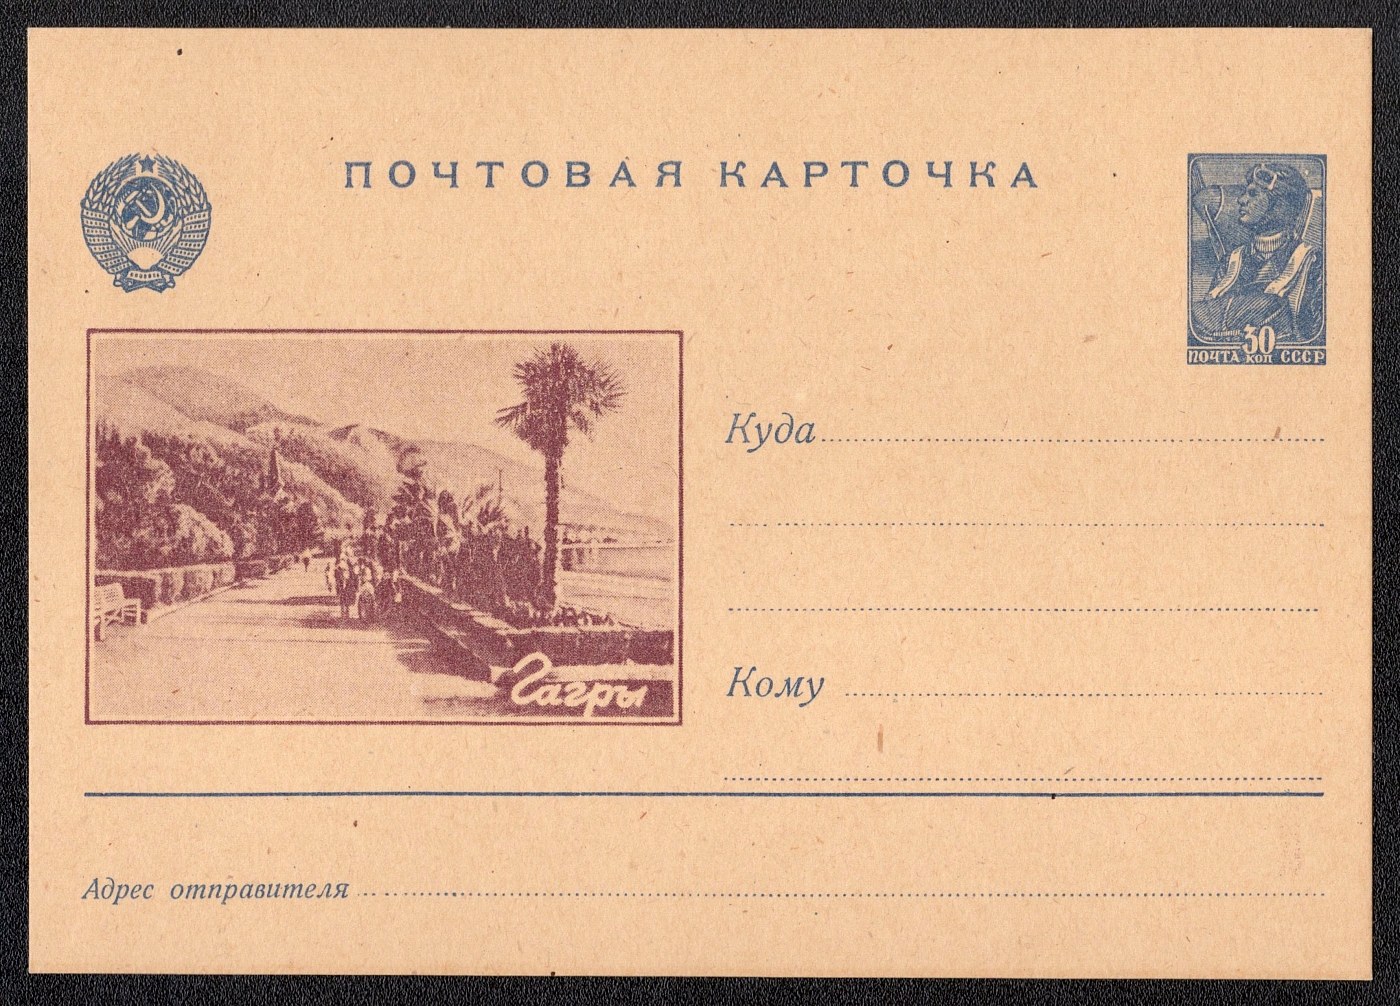 ПОЧТОВАЯ КАРТОЧКА
30
ПОЧТА КОП СССР
Куда
Кому
Гагры
Адрес отправителя